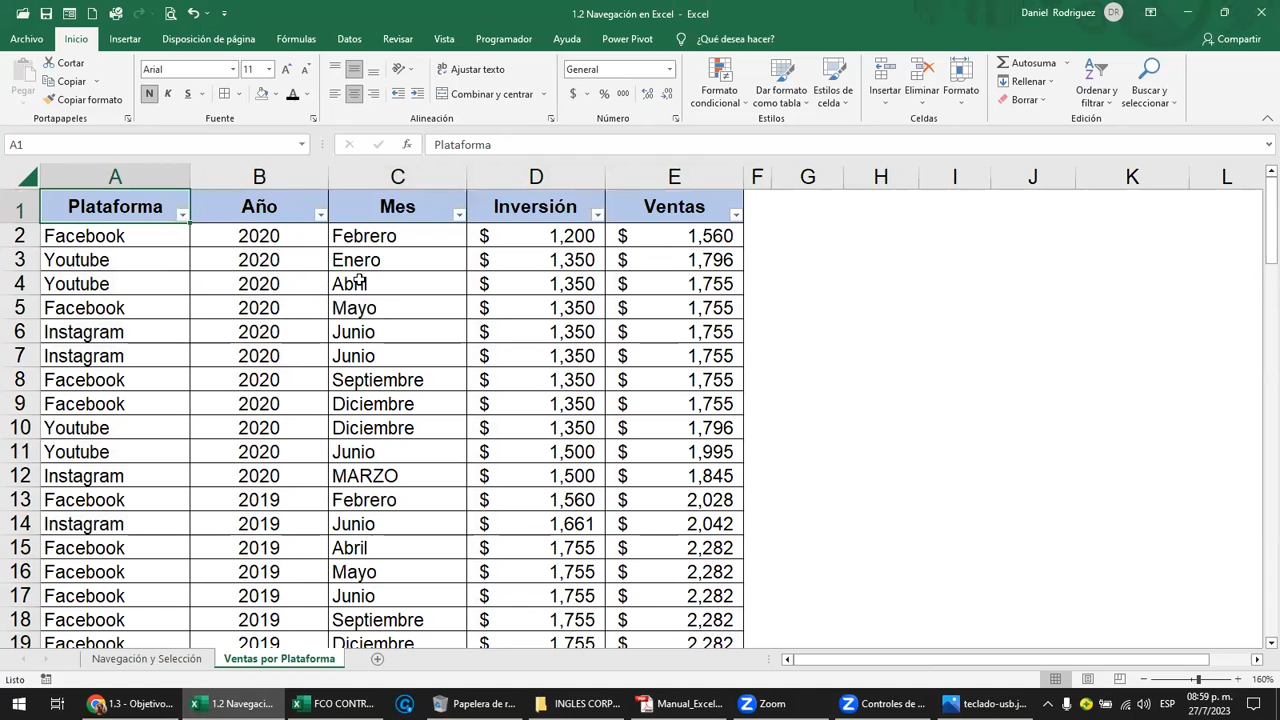 1.2 Navegación en Excel - Excel
Daniel Rodriguez DR
Archivo Inicio Insertar Disposición de página Fórmulas Datos Revisar Vista Programador Ayuda Power Pivot ¿Qué desea hacer? Compartir
Pegar
Cortar
Copiar
Copiar formato
Portapapeles
Arial 11
A A
N K S A
Fuente
Ajustar texto
Combinar y centrar
Alineación
General
$ % 000
Número
Formato condicional
Dar formato como tabla
Estilos de celda
Estilos
Insertar Eliminar Formato
Celdas
Autosuma
Rellenar
Borrar
Ordenar y filtrar
Buscar y seleccionar
Edición
A1 fx Plataforma
A B C D E F G H I J K L
1 Plataforma Año Mes Inversión Ventas
2 Facebook 2020 Febrero $ 1,200 $ 1,560
3 Youtube 2020 Enero $ 1,350 $ 1,796
4 Youtube 2020 Abril $ 1,350 $ 1,755
5 Facebook 2020 Mayo $ 1,350 $ 1,755
6 Instagram 2020 Junio $ 1,350 $ 1,755
7 Instagram 2020 Junio $ 1,350 $ 1,755
8 Facebook 2020 Septiembre $ 1,350 $ 1,755
9 Facebook 2020 Diciembre $ 1,350 $ 1,755
10 Youtube 2020 Diciembre $ 1,350 $ 1,796
11 Youtube 2020 Junio $ 1,500 $ 1,995
12 Instagram 2020 MARZO $ 1,500 $ 1,845
13 Facebook 2019 Febrero $ 1,560 $ 2,028
14 Instagram 2019 Junio $ 1,661 $ 2,042
15 Facebook 2019 Abril $ 1,755 $ 2,282
16 Facebook 2019 Mayo $ 1,755 $ 2,282
17 Facebook 2019 Junio $ 1,755 $ 2,282
18 Facebook 2019 Septiembre $ 1,755 $ 2,282
19 Facebook 2019 Diciembre $ 1,755 $ 2,282
Navegación y Selección Ventas por Plataforma
Listo 160%
1.3 - Objetivo... 1.2 Navegaci... FCO CONTR... Papelera de r... INGLES CORP... Manual_Exce... Zoom Controles de ... teclado-usb.j... ESP 08:59 p. m.
27/7/2023